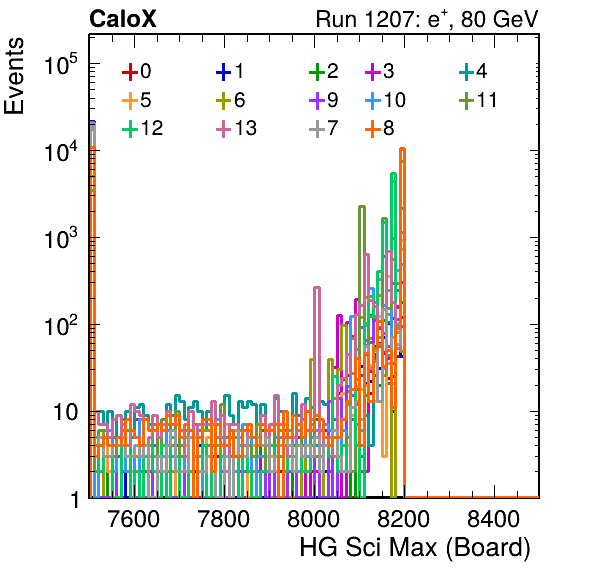 CaloX Run 1207: e⁺, 80 GeV
Events
0 1 2 3 4
5 6 9 10 11
12 13 7 8
10⁵
10⁴
10³
10²
10
1
7600 7800 8000 8200 8400
HG Sci Max (Board)